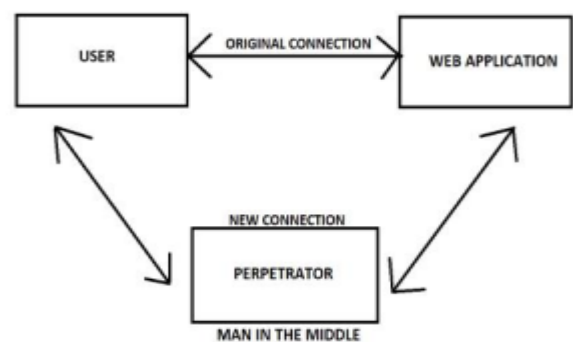 USER
ORIGINAL CONNECTION
WEB APPLICATION
NEW CONNECTION
PERPETRATOR
MAN IN THE MIDDLE